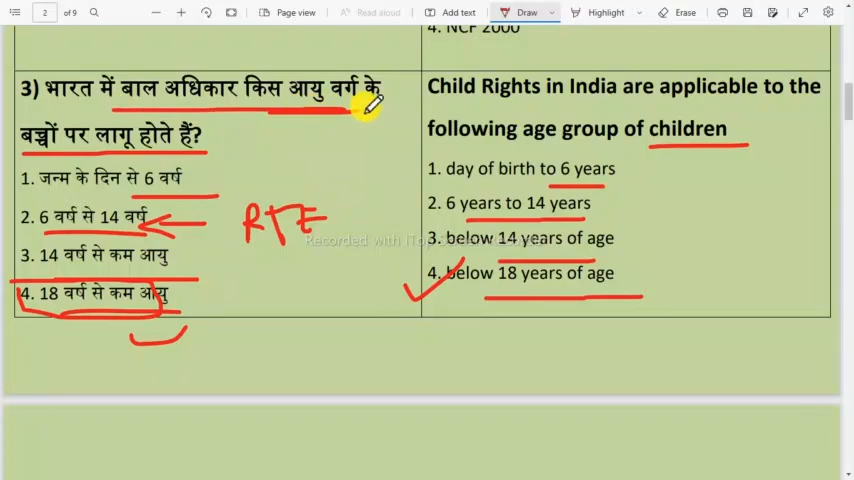 2 of 9
Page view
Read aloud
Add text
Draw
Highlight
Erase
4. NCF 2000
3) भारत में बाल अधिकार किस आयु वर्ग के
बच्चों पर लागू होते हैं?
1. जन्म के दिन से 6 वर्ष
2. 6 वर्ष से 14 वर्ष
RTE
3. 14 वर्ष से कम आयु
4. 18 वर्ष से कम आयु
Child Rights in India are applicable to the
following age group of children
1. day of birth to 6 years
2. 6 years to 14 years
3. below 14 years of age
4. below 18 years of age
Recorded with iTop Screen